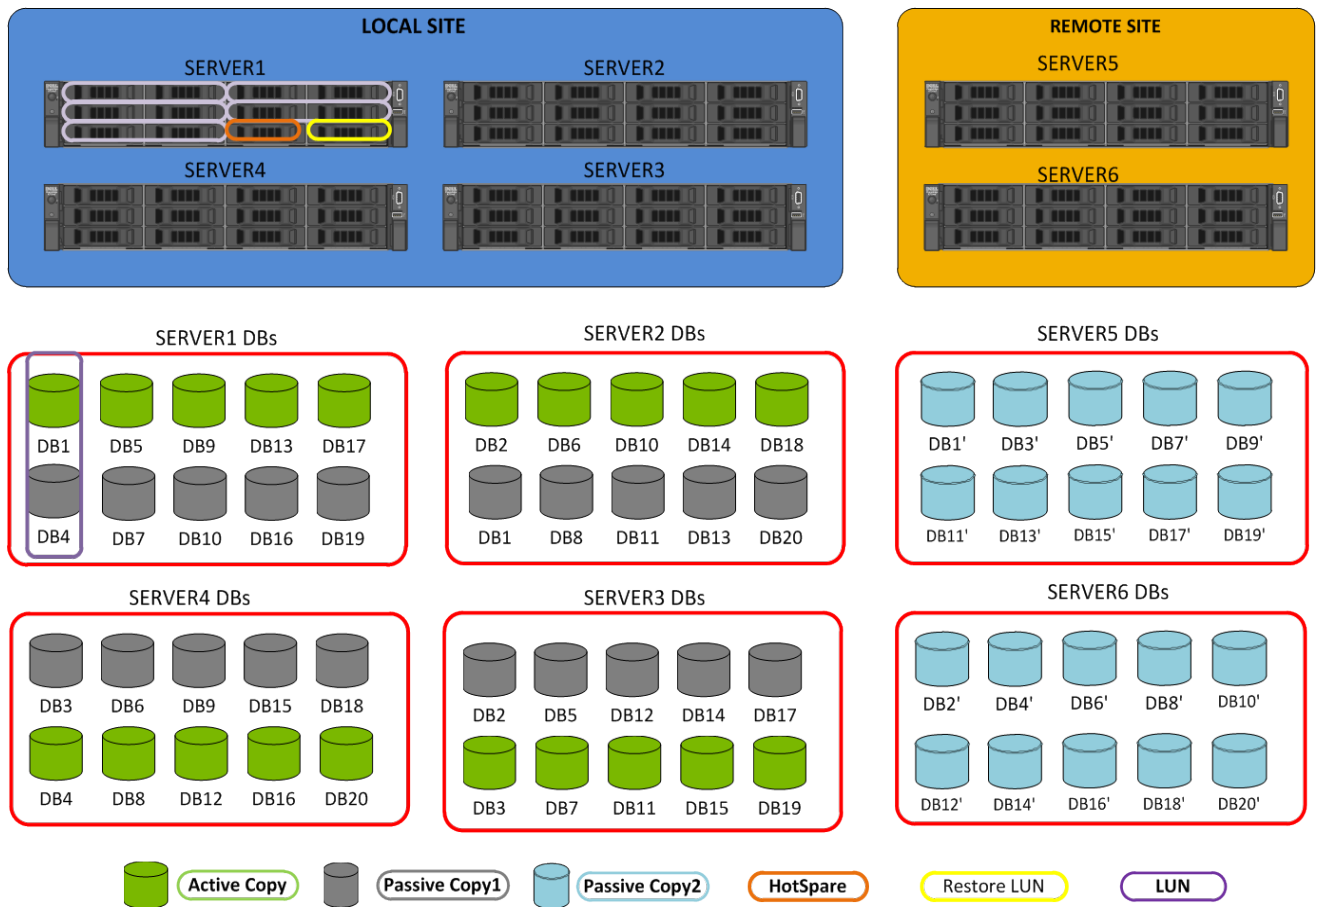 LOCAL SITE
REMOTE SITE
SERVER1
SERVER2
SERVER5
SERVER4
SERVER3
SERVER6
SERVER1 DBs
DB1 DB5 DB9 DB13 DB17
DB4 DB7 DB10 DB16 DB19
SERVER2 DBs
DB2 DB6 DB10 DB14 DB18
DB1 DB8 DB11 DB13 DB20
SERVER5 DBs
DB1' DB3' DB5' DB7' DB9'
DB11' DB13' DB15' DB17' DB19'
SERVER4 DBs
DB3 DB6 DB9 DB15 DB18
DB4 DB8 DB12 DB16 DB20
SERVER3 DBs
DB2 DB5 DB12 DB14 DB17
DB3 DB7 DB11 DB15 DB19
SERVER6 DBs
DB2' DB4' DB6' DB8' DB10'
DB12' DB14' DB16' DB18' DB20'
Active Copy
Passive Copy1
Passive Copy2
HotSpare
Restore LUN
LUN